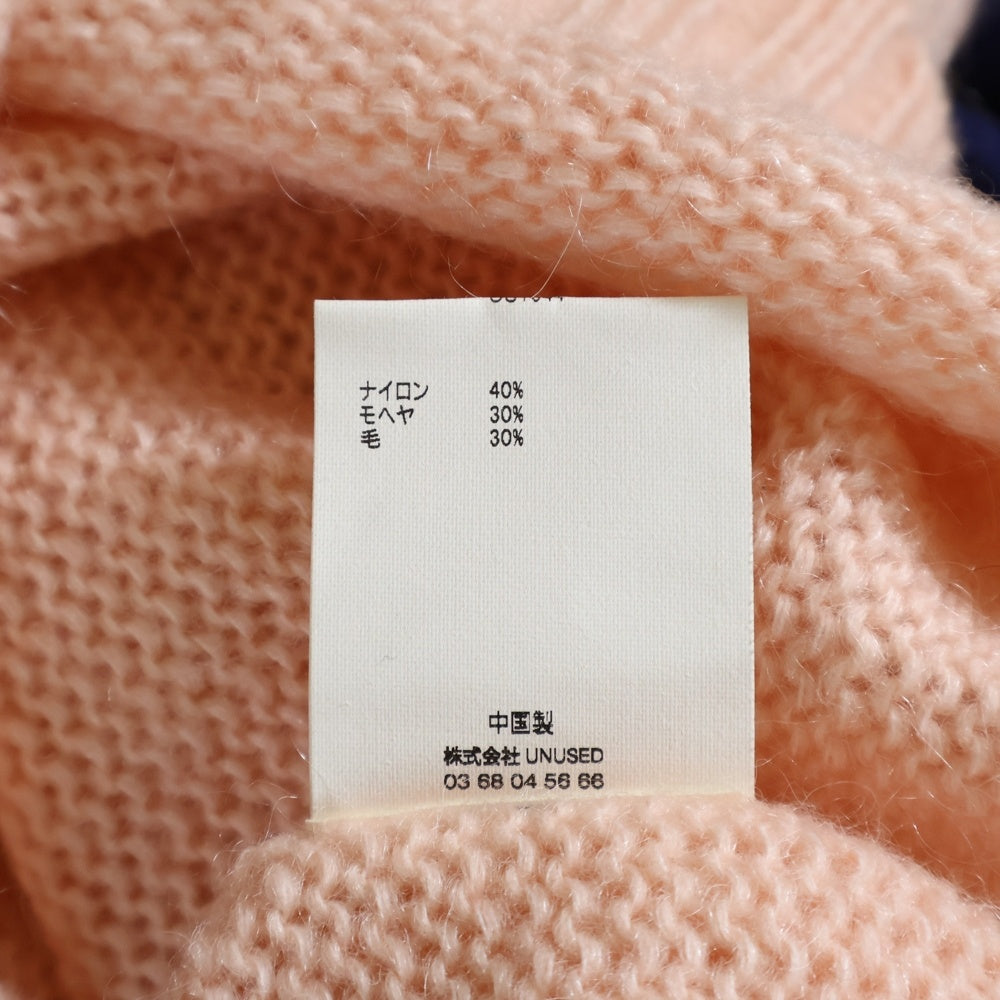 ナイロン 40%
モヘヤ 30%
毛 30%
中国製
株式会社 UNUSED
03 68 04 56 66